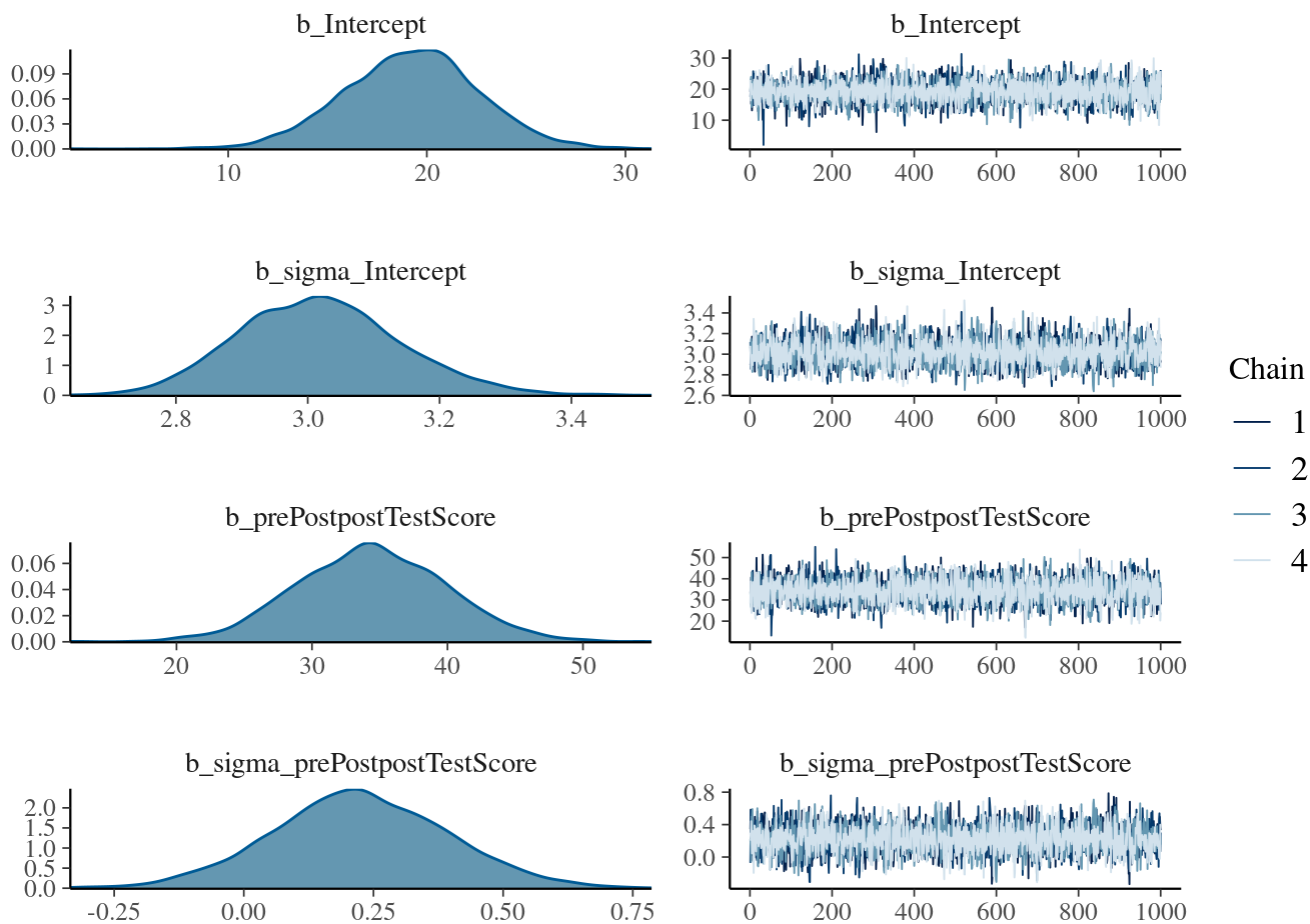 b_Intercept b_Intercept
0.09
0.06
0.03
0.00
10 20 30
30
20
10
0 200 400 600 800 1000
b_sigma_Intercept b_sigma_Intercept
3
2
1
0
2.8 3.0 3.2 3.4
3.4
3.2
3.0
2.8
2.6
0 200 400 600 800 1000
b_prePostpostTestScore b_prePostpostTestScore
0.06
0.04
0.02
0.00
20 30 40 50
50
40
30
20
0 200 400 600 800 1000
b_sigma_prePostpostTestScore b_sigma_prePostpostTestScore
2.0
1.5
1.0
0.5
0.0
-0.25 0.00 0.25 0.50 0.75
0.8
0.4
0.0
0 200 400 600 800 1000
Chain
1
2
3
4